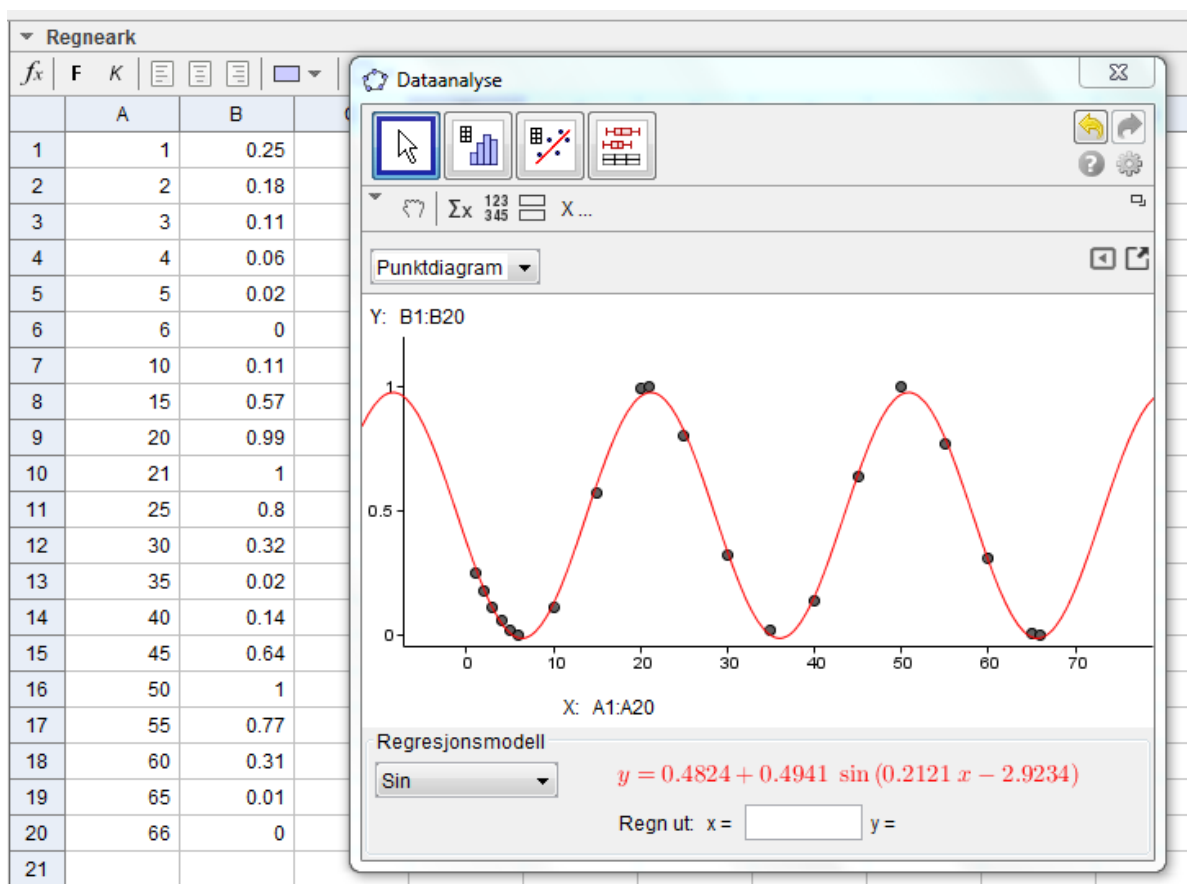 Regneark
fx F K
Dataanalyse
A B
1 1 0.25
2 2 0.18
3 3 0.11
4 4 0.06
5 5 0.02
6 6 0
7 10 0.11
8 15 0.57
9 20 0.99
10 21 1
11 25 0.8
12 30 0.32
13 35 0.02
14 40 0.14
15 45 0.64
16 50 1
17 55 0.77
18 60 0.31
19 65 0.01
20 66 0
21
Σx 123 345 X ...
Punktdiagram
Y: B1:B20
1
0.5
0
0 10 20 30 40 50 60 70
X: A1:A20
Regresjonsmodell
Sin
y = 0.4824 + 0.4941 sin (0.2121 x − 2.9234)
Regn ut: x = y =